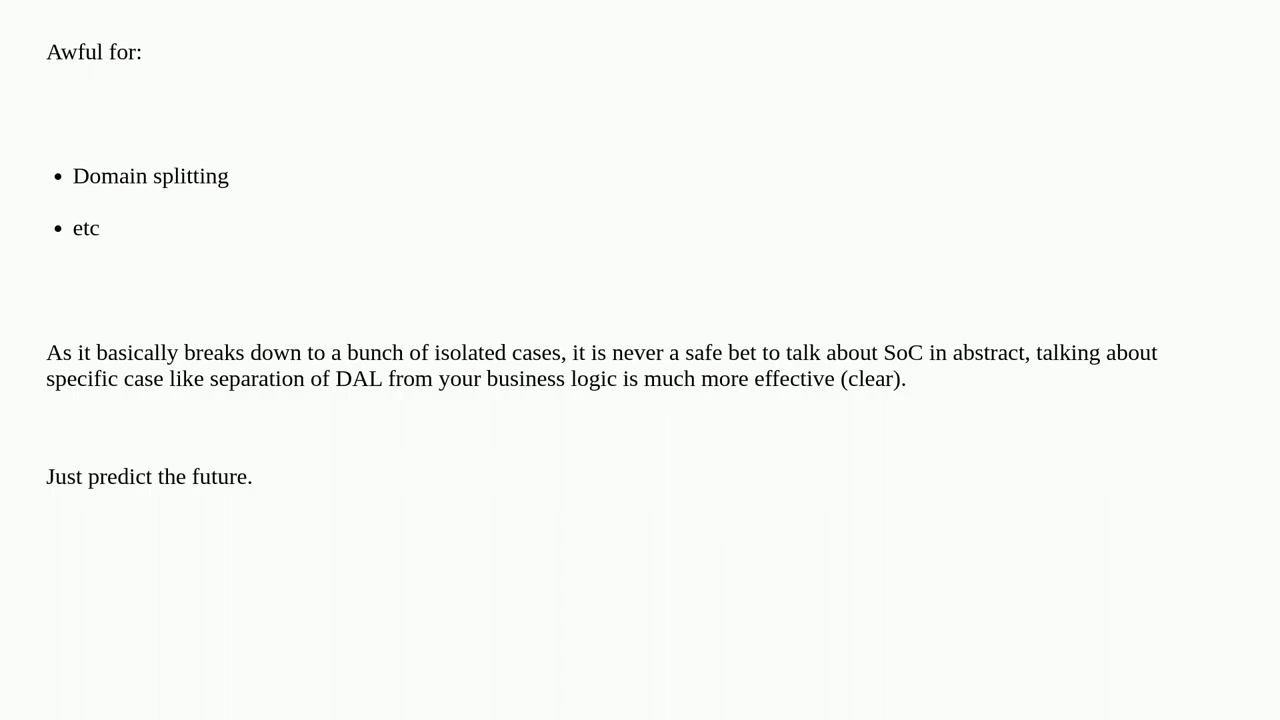 Awful for:
• Domain splitting
• etc
As it basically breaks down to a bunch of isolated cases, it is never a safe bet to talk about SoC in abstract, talking about
specific case like separation of DAL from your business logic is much more effective (clear).
Just predict the future.